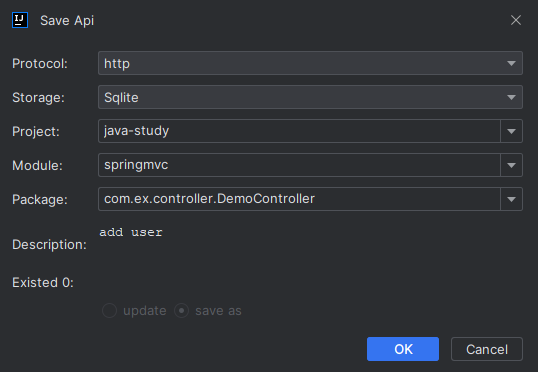 Save Api
Protocol: http
Storage: Sqlite
Project: java-study
Module: springmvc
Package: com.ex.controller.DemoController
Description: add user
Existed 0:
update save as
OK Cancel